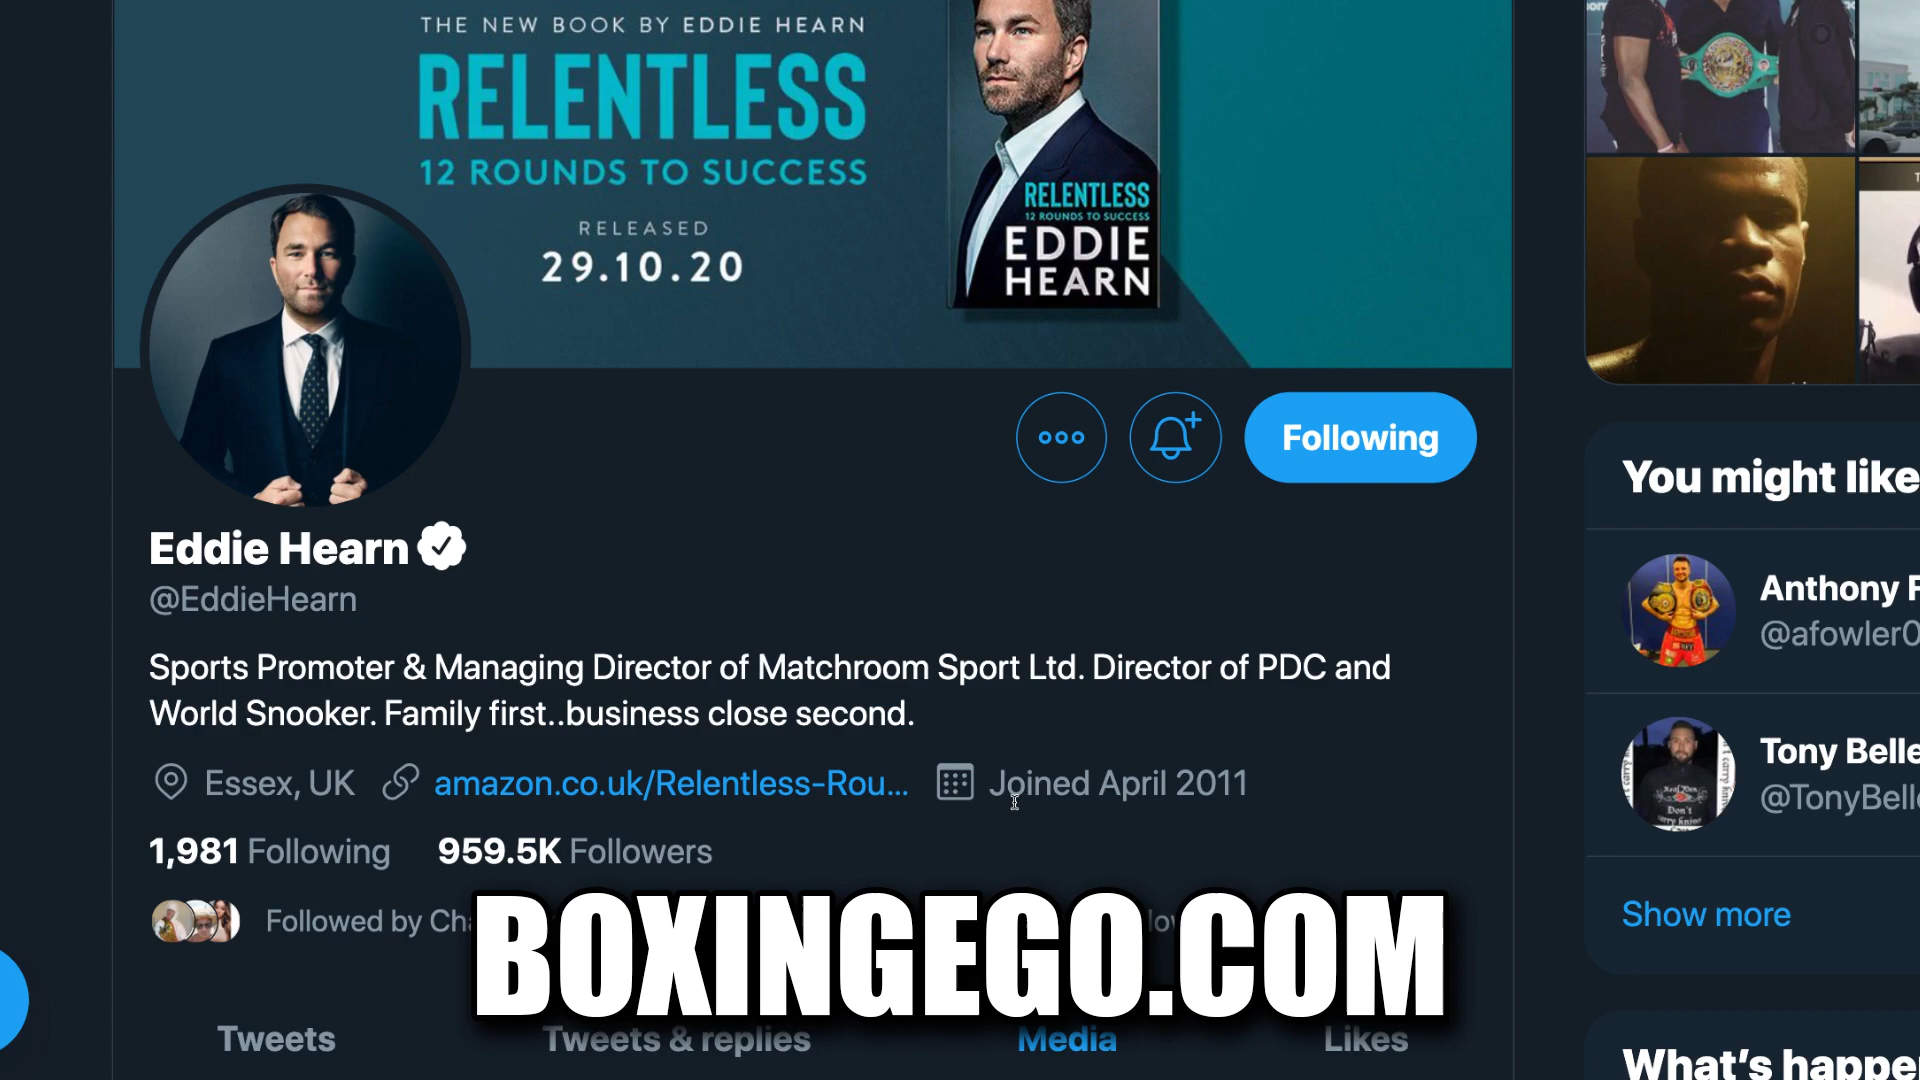 THE NEW BOOK BY EDDIE HEARN
RELENTLESS
12 ROUNDS TO SUCCESS
RELEASED
29.10.20
RELENTLESS
12 ROUNDS TO SUCCESS
EDDIE
HEARN
Following
Eddie Hearn
@EddieHearn
Sports Promoter & Managing Director of Matchroom Sport Ltd. Director of PDC and
World Snooker. Family first..business close second.
Essex, UK amazon.co.uk/Relentless-Rou... Joined April 2011
1,981 Following 959.5K Followers
Followed by Cha
BOXINGEGO.COM
Tweets Tweets & replies Media Likes
You might like
Anthony F
@afowler0
Tony Belle
@TonyBelle
Show more
What's happe